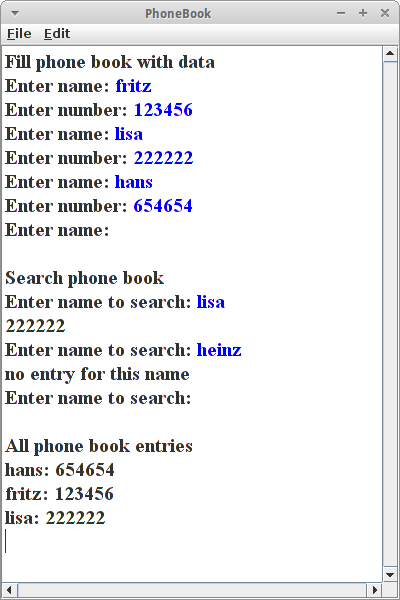 PhoneBook
File Edit
Fill phone book with data
Enter name: fritz
Enter number: 123456
Enter name: lisa
Enter number: 222222
Enter name: hans
Enter number: 654654
Enter name:
Search phone book
Enter name to search: lisa
222222
Enter name to search: heinz
no entry for this name
Enter name to search:
All phone book entries
hans: 654654
fritz: 123456
lisa: 222222